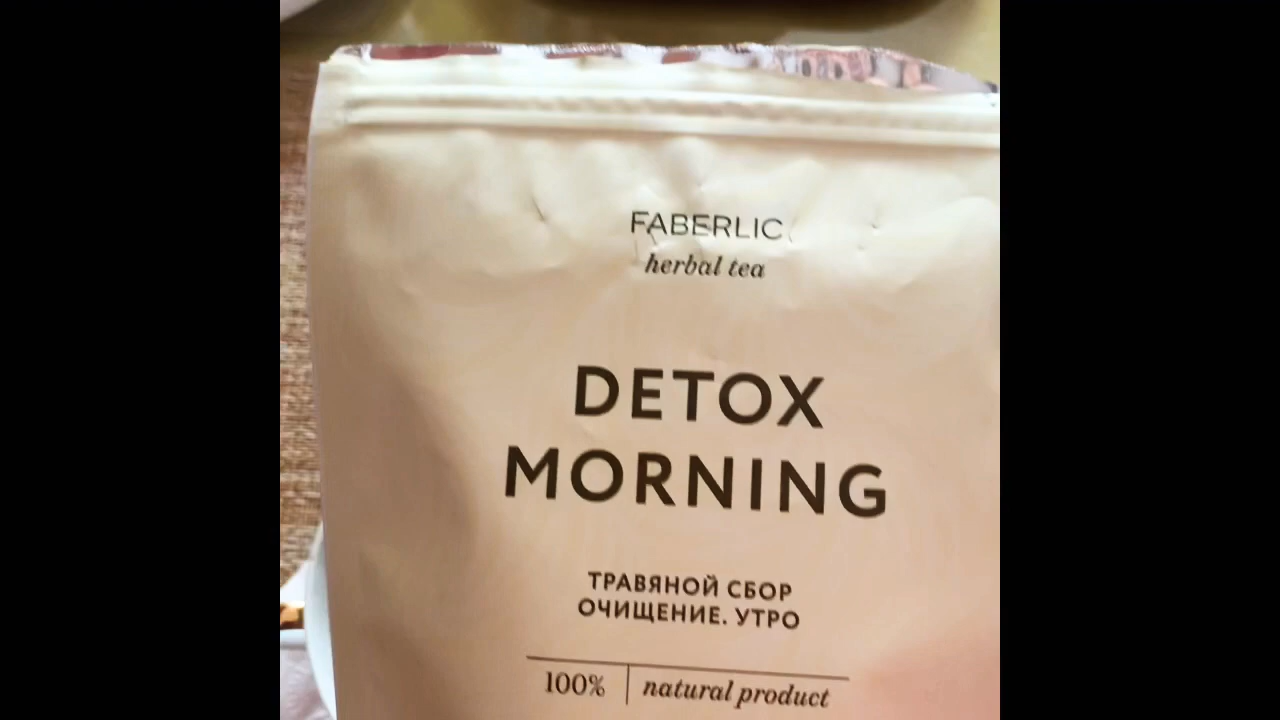 FABERLIC
herbal tea
DETOX
MORNING
ТРАВЯНОЙ СБОР
ОЧИЩЕНИЕ. УТРО
100% natural product